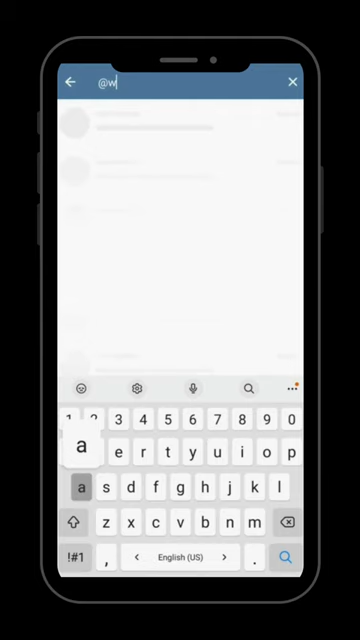 @w
1 2 3 4 5 6 7 8 9 0
a
e r t y u i o p
a s d f g h j k l
z x c v b n m
!#1 , < English (US) > .